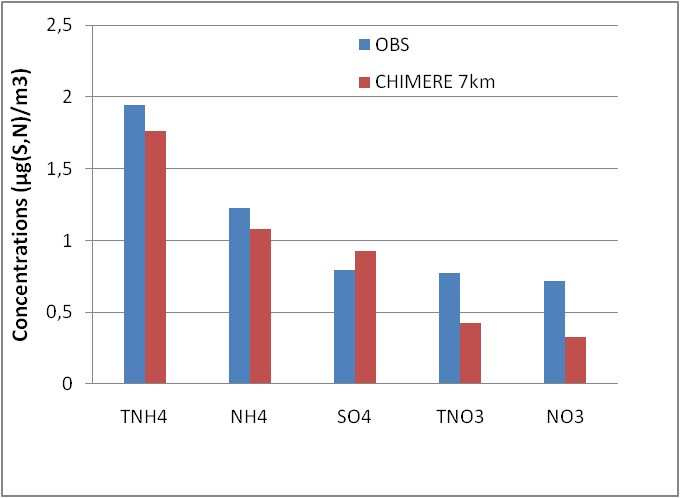 Concentrations (µg(S,N)/m3)
2,5
2
1,5
1
0,5
0
OBS
CHIMERE 7km
TNH4 NH4 SO4 TNO3 NO3